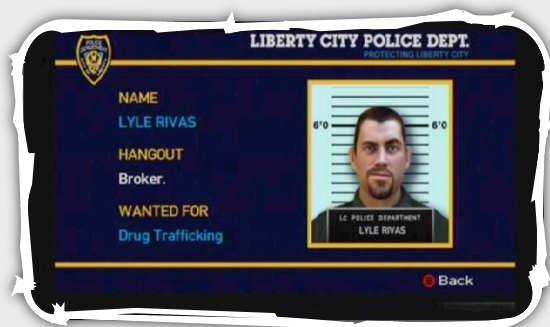 LIBERTY CITY POLICE DEPT.
PROTECTING LIBERTY CITY
NAME
LYLE RIVAS
HANGOUT
Broker.
WANTED FOR
Drug Trafficking
6'0 6'0
LC POLICE DEPARTMENT
LYLE RIVAS
Back